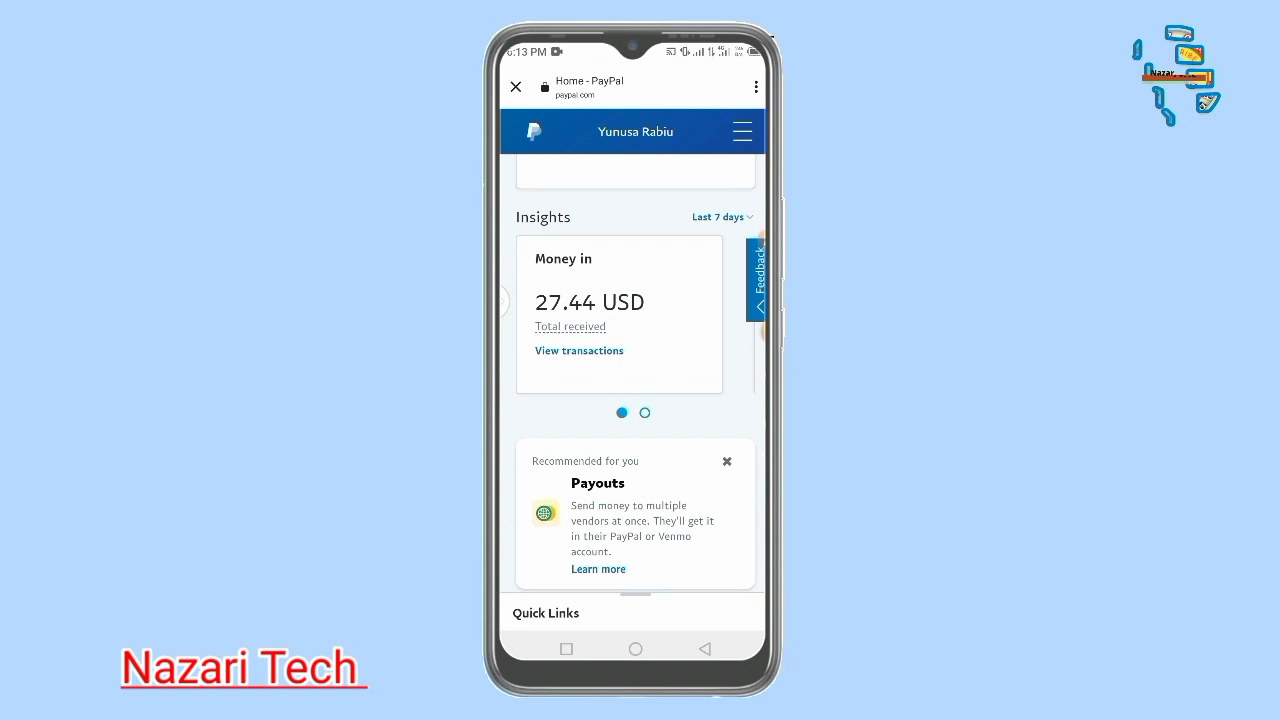 6:13 PM
Home - PayPal
paypal.com
Yunusa Rabiu
Insights
Last 7 days
Money in
27.44 USD
Total received
View transactions
Feedback
Recommended for you
Payouts
Send money to multiple
vendors at once. They'll get it
in their PayPal or Venmo
account.
Learn more
Quick Links
Nazari Tech